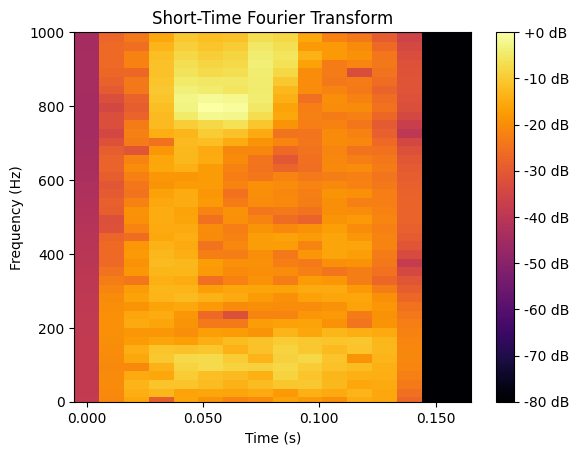 Short-Time Fourier Transform
Frequency (Hz)
1000
800
600
400
200
0
0.000
0.050
0.100
0.150
Time (s)
+0 dB
-10 dB
-20 dB
-30 dB
-40 dB
-50 dB
-60 dB
-70 dB
-80 dB